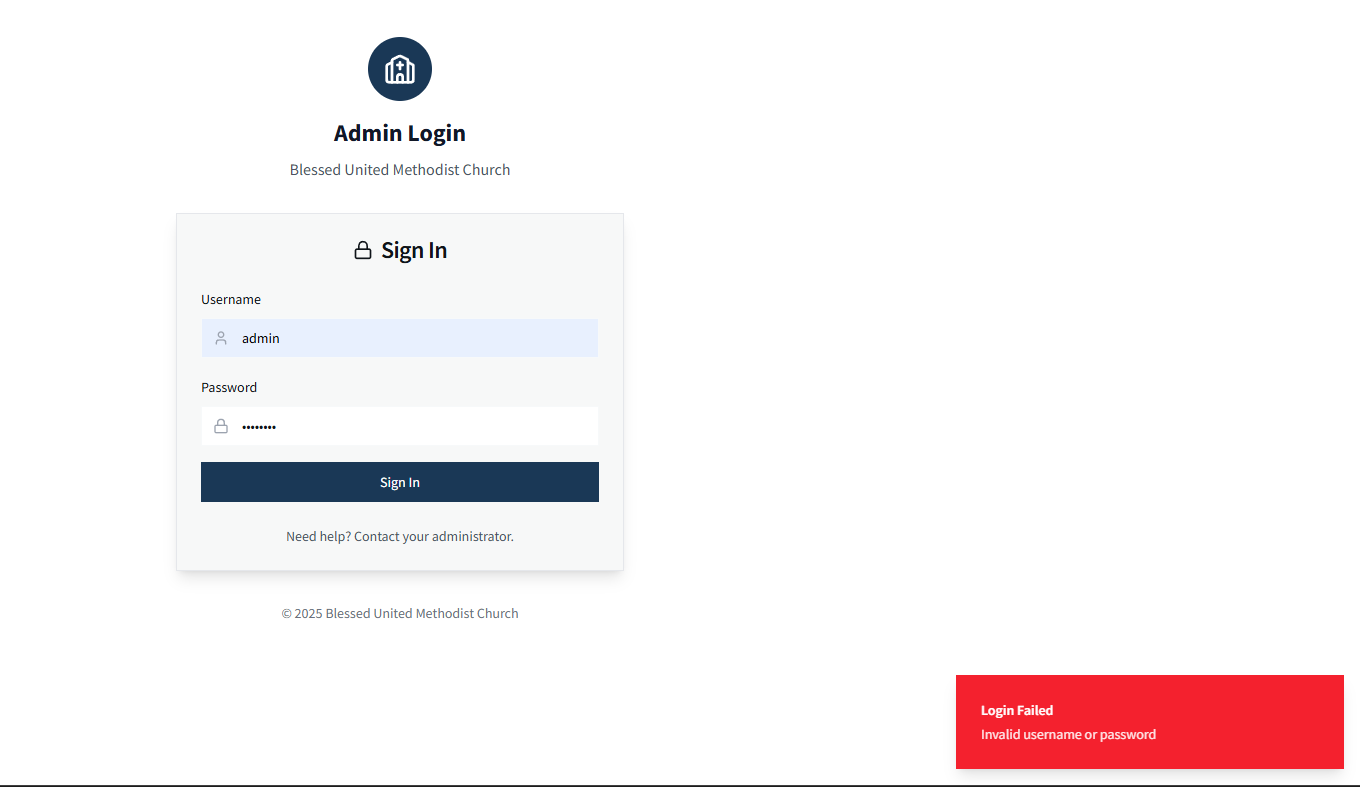 Admin Login
Blessed United Methodist Church
Sign In
Username
admin
Password
••••••••
Sign In
Need help? Contact your administrator.
© 2025 Blessed United Methodist Church
Login Failed
Invalid username or password